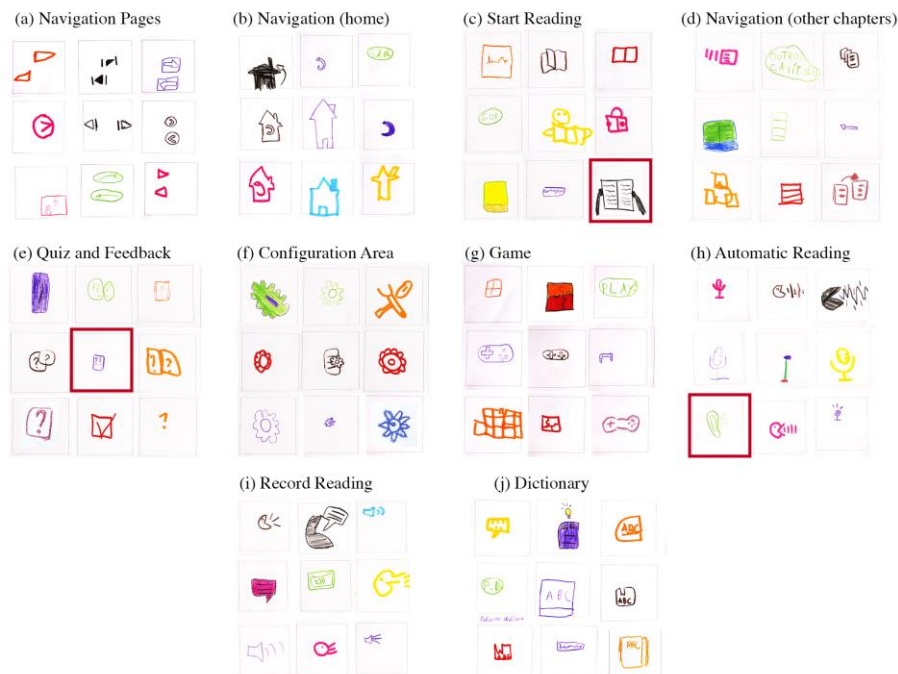 (a) Navigation Pages
(b) Navigation (home)
(c) Start Reading
(d) Navigation (other chapters)
(e) Quiz and Feedback
(f) Configuration Area
(g) Game
PLAY
(h) Automatic Reading
? ?
?
? ?
?
?
(i) Record Reading
(j) Dictionary
ABC
ABC
ABC
ABC